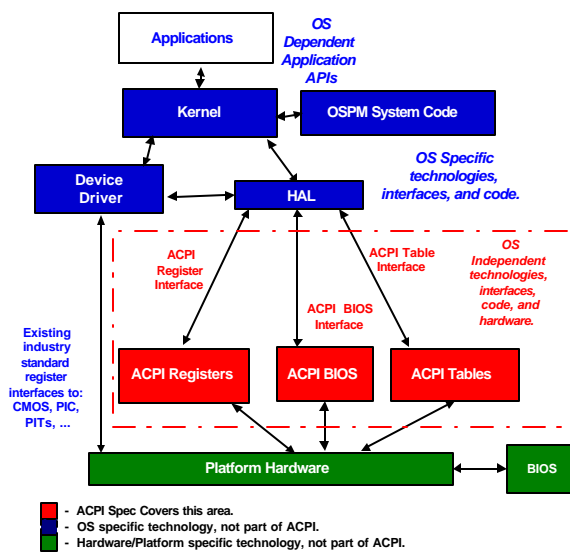 Applications
OS
Dependent
Application
APIs
Kernel
OSPM System Code
OS Specific
technologies,
interfaces, and code.
Device
Driver
HAL
ACPI
Register
Interface
ACPI Table
Interface
OS
Independent
technologies,
interfaces,
code, and
hardware.
ACPI BIOS
Interface
Existing
industry
standard
register
interfaces to:
CMOS, PIC,
PITs, ...
ACPI Registers
ACPI BIOS
ACPI Tables
Platform Hardware
BIOS
- ACPI Spec Covers this area.
- OS specific technology, not part of ACPI.
- Hardware/Platform specific technology, not part of ACPI.